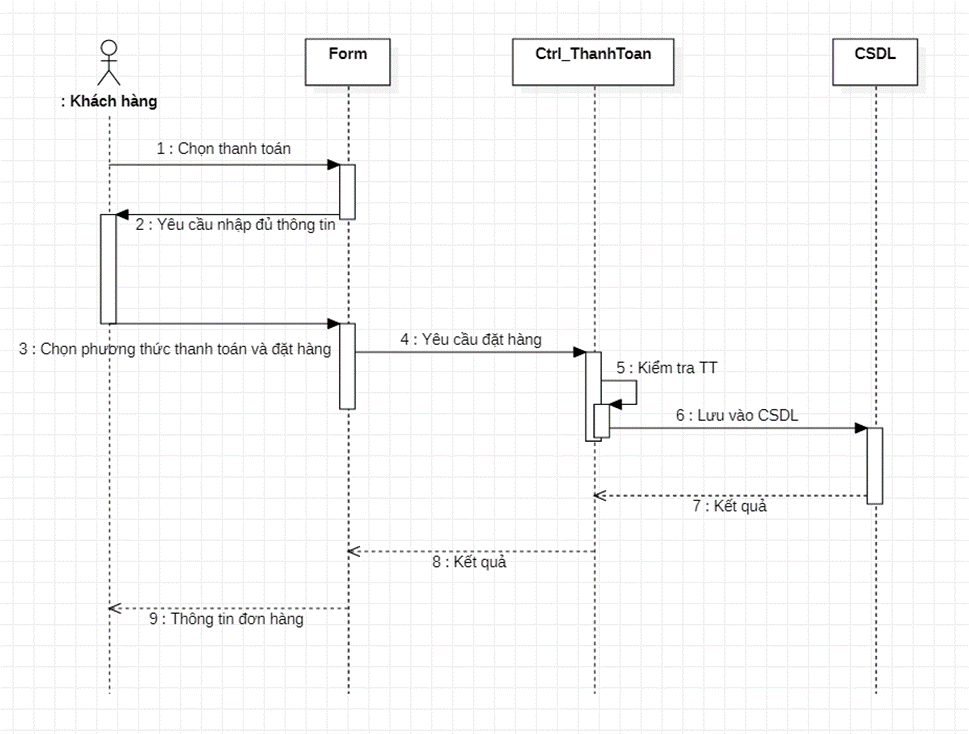 Form
Ctrl_ThanhToan
CSDL
: Khách hàng
1 : Chọn thanh toán
2 : Yêu cầu nhập đủ thông tin
3 : Chọn phương thức thanh toán và đặt hàng
4 : Yêu cầu đặt hàng
5 : Kiểm tra TT
6 : Lưu vào CSDL
7 : Kết quả
8 : Kết quả
9 : Thông tin đơn hàng